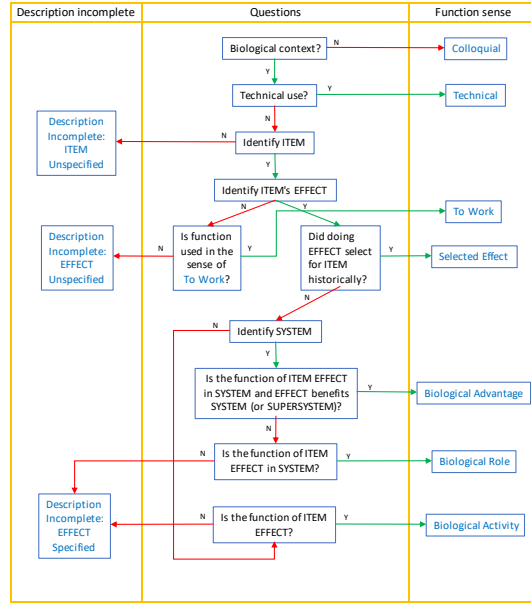 Description incomplete
Questions
Function sense
Biological context?
N
Colloquial
Y
Technical use?
Y
Technical
N
Description
Incomplete:
ITEM
Unspecified
N
Identify ITEM
Y
Identify ITEM's EFFECT
N
Y
To Work
Description
Incomplete:
EFFECT
Unspecified
N
Is function
used in the
sense of
To Work?
Y
Did doing
EFFECT select
for ITEM
historically?
Y
Selected Effect
N
N
Identify SYSTEM
Y
Is the function of ITEM EFFECT
in SYSTEM and EFFECT benefits
SYSTEM (or SUPERSYSTEM)?
Y
Biological Advantage
N
N
Is the function of ITEM
EFFECT in SYSTEM?
Y
Biological Role
Description
Incomplete:
EFFECT
Specified
N
Is the function of ITEM
EFFECT?
Y
Biological Activity